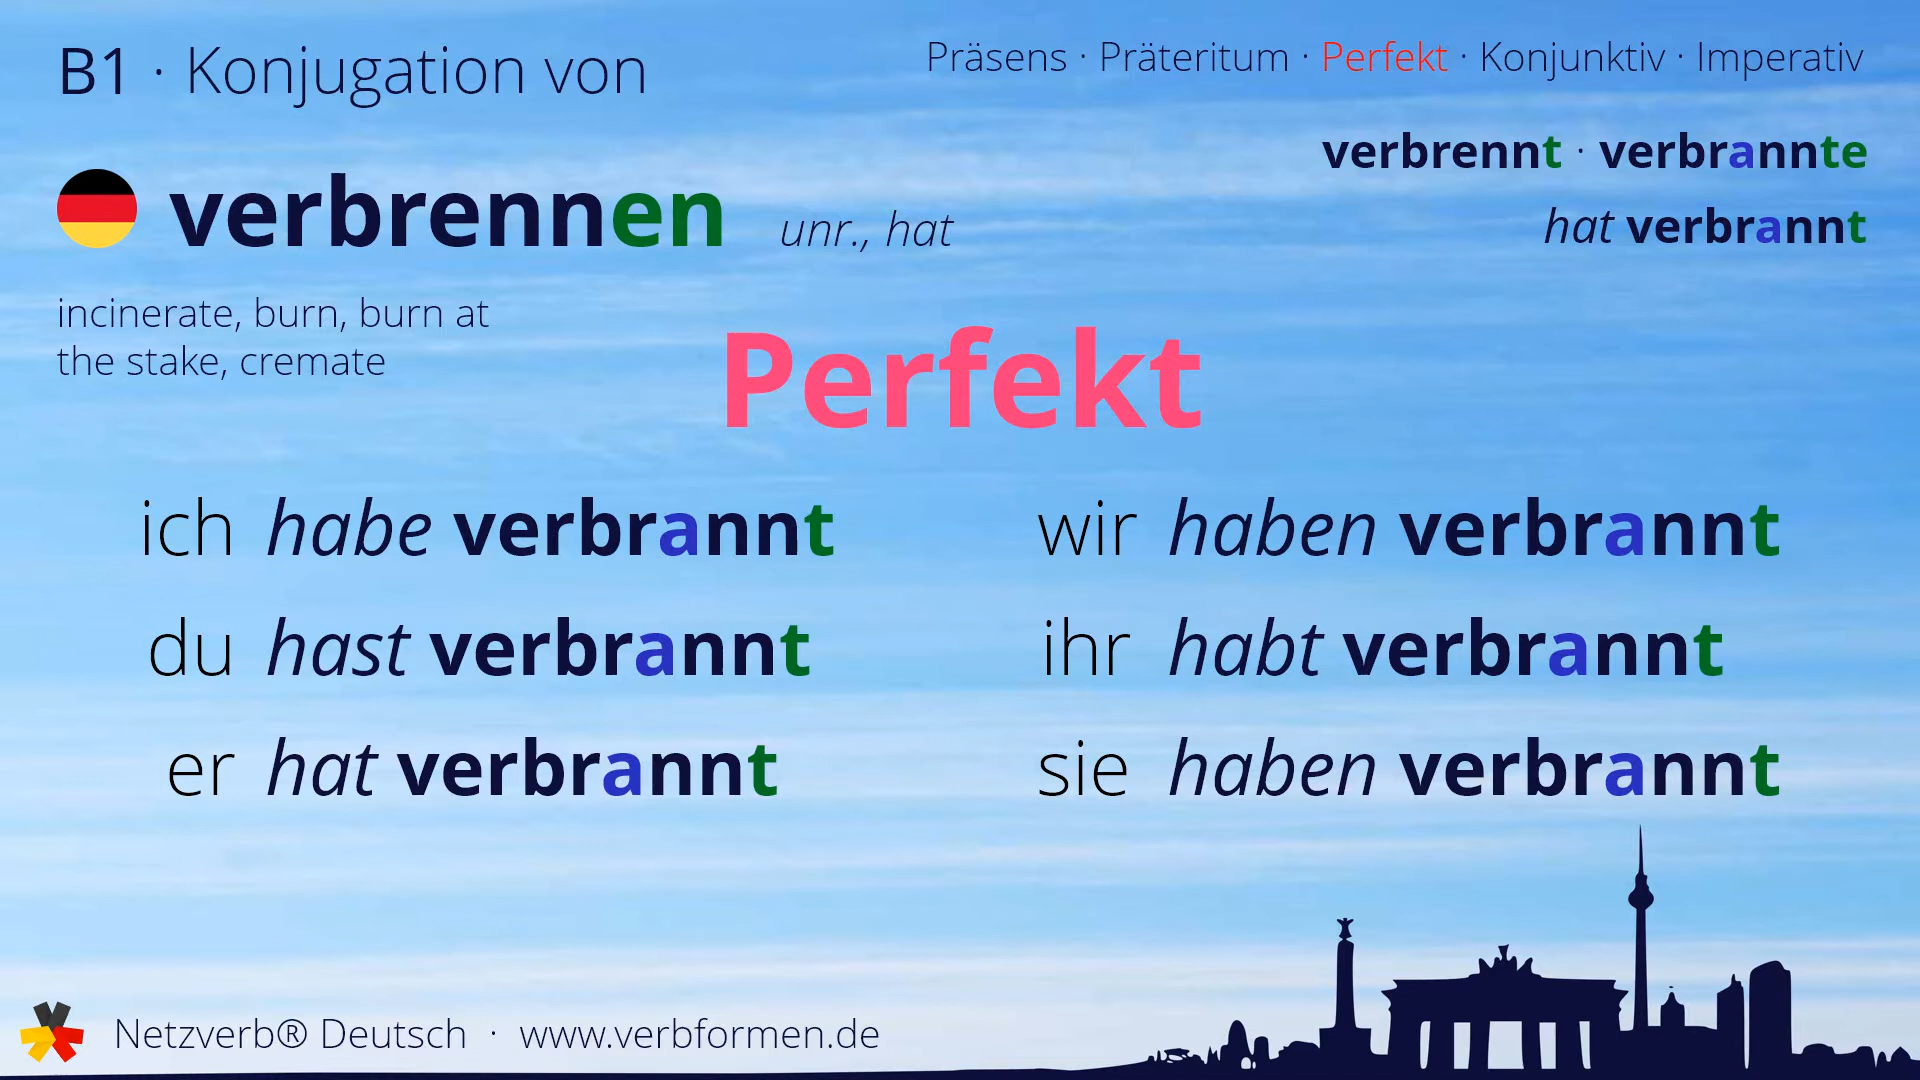 B1 · Konjugation von
Präsens · Präteritum · Perfekt · Konjunktiv · Imperativ
verbrennen unr., hat
verbrennt · verbrannte
hat verbrannt
incinerate, burn, burn at
the stake, cremate
Perfekt
ich habe verbrannt
du hast verbrannt
er hat verbrannt
wir haben verbrannt
ihr habt verbrannt
sie haben verbrannt
Netzverb® Deutsch · www.verbformen.de